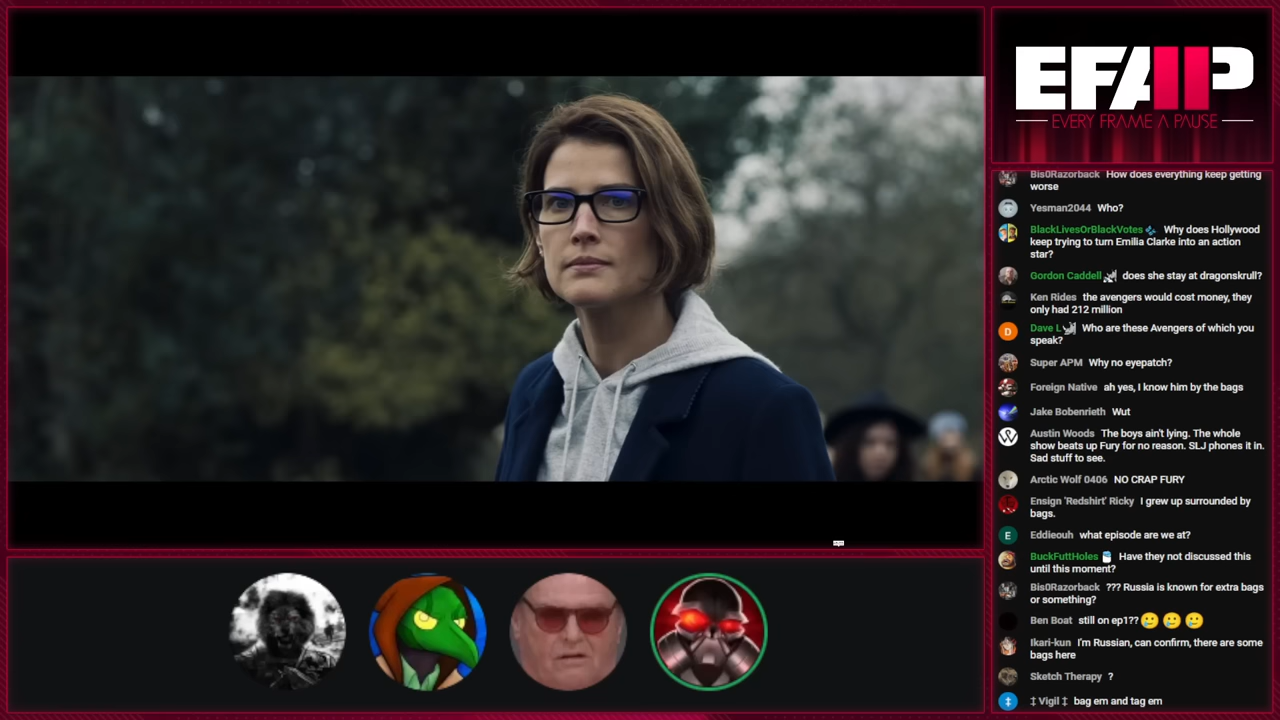 EFAP
EVERY FRAME A PAUSE
Bis0Razorback How does everything keep getting
worse
Yesman2044 Who?
BlackLivesOrBlackVotes Why does Hollywood
keep trying to turn Emilia Clarke into an action
star?
Gordon Caddell does she stay at dragonskrull?
Ken Rides the avengers would cost money, they
only had 212 million
D
Dave L Who are these Avengers of which you
speak?
Super APM Why no eyepatch?
Foreign Native ah yes, I know him by the bags
Jake Bobenrieth Wut
Austin Woods The boys ain't lying. The whole
show beats up Fury for no reason. SLJ phones it in.
Sad stuff to see.
Arctic Wolf 0406 NO CRAP FURY
Ensign 'Redshirt' Ricky I grew up surrounded by
bags.
E
Eddieouh what episode are we at?
BuckFuttHoles Have they not discussed this
until this moment?
Bis0Razorback ??? Russia is known for extra bags
or something?
Ben Boat still on ep1?? 🥲 🥲 🥲
Ikari-kun I'm Russian, can confirm, there are some
bags here
Sketch Therapy ?
‡ Vigil ‡ bag em and tag em